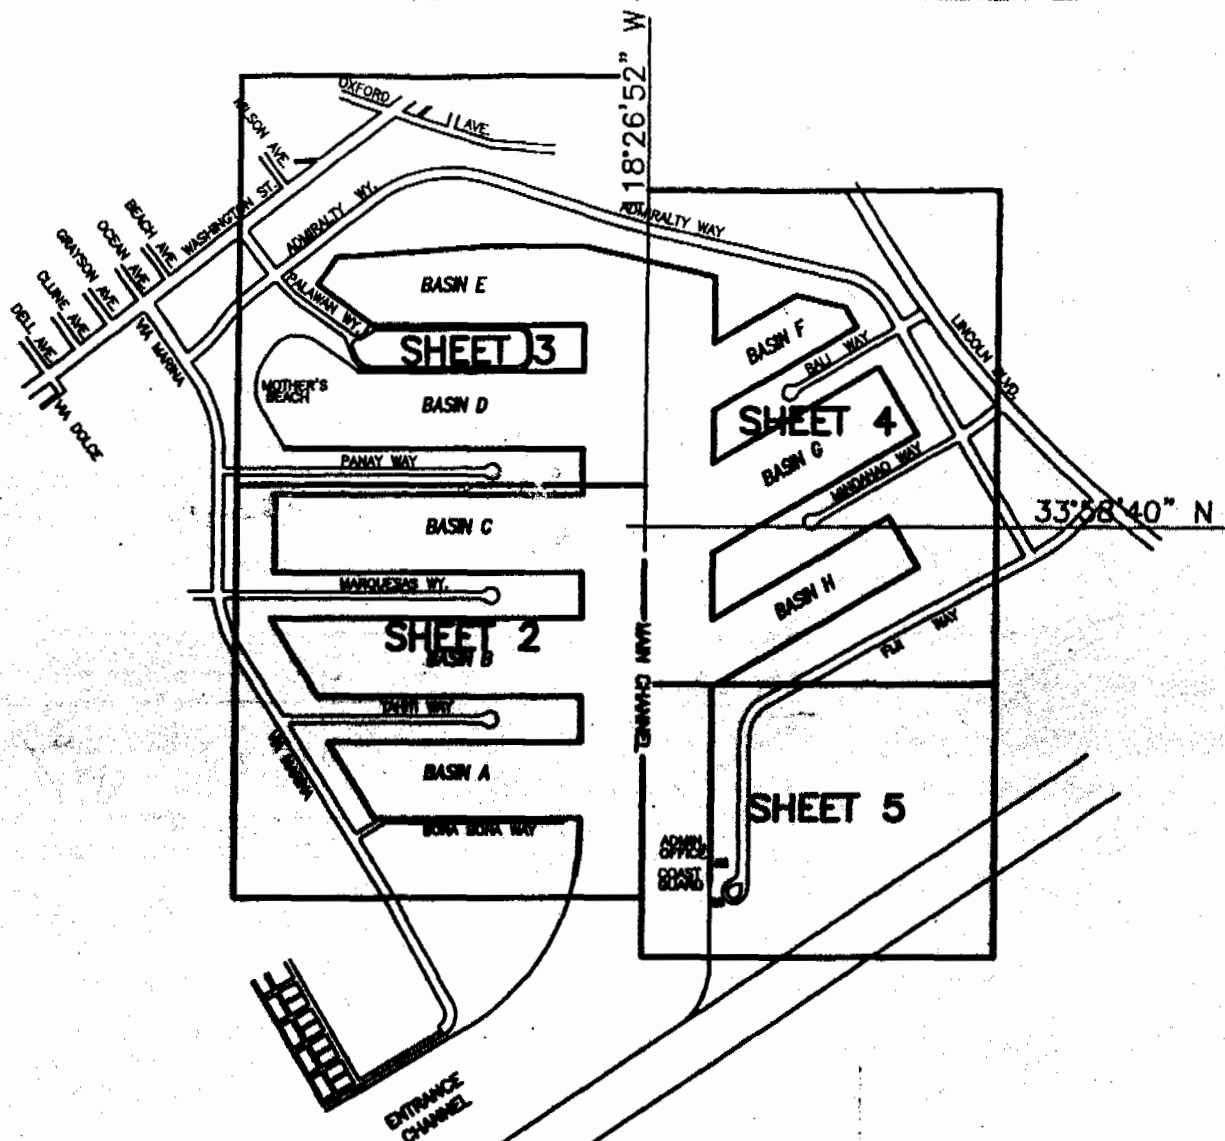 118°26'52" W
OXFORD
AVE.
WILSON AVE.
WASHINGTON ST.
ADMIRALTY WY.
ADMIRALTY WAY
BEACH AVE.
OCEAN AVE.
GRAYSON AVE.
CLUNE AVE.
DELL AVE.
VIA MARINA
VIA DOLCE
PALAWAN WY.
BASIN E
SHEET 3
MOTHER'S
BEACH
BASIN D
PANAY WAY
BASIN F
BALI WAY
LINCOLN BLVD.
SHEET 4
BASIN G
MINDANAO WAY
33°58'40" N
BASIN C
MARQUESAS WY.
SHEET 2
BASIN B
BASIN H
FIJI WAY
MAIN CHANNEL
TAHITI WAY
VIA MARINA
BASIN A
BORA BORA WAY
SHEET 5
ADMIN.
OFFICE
COAST
GUARD
ENTRANCE
CHANNEL